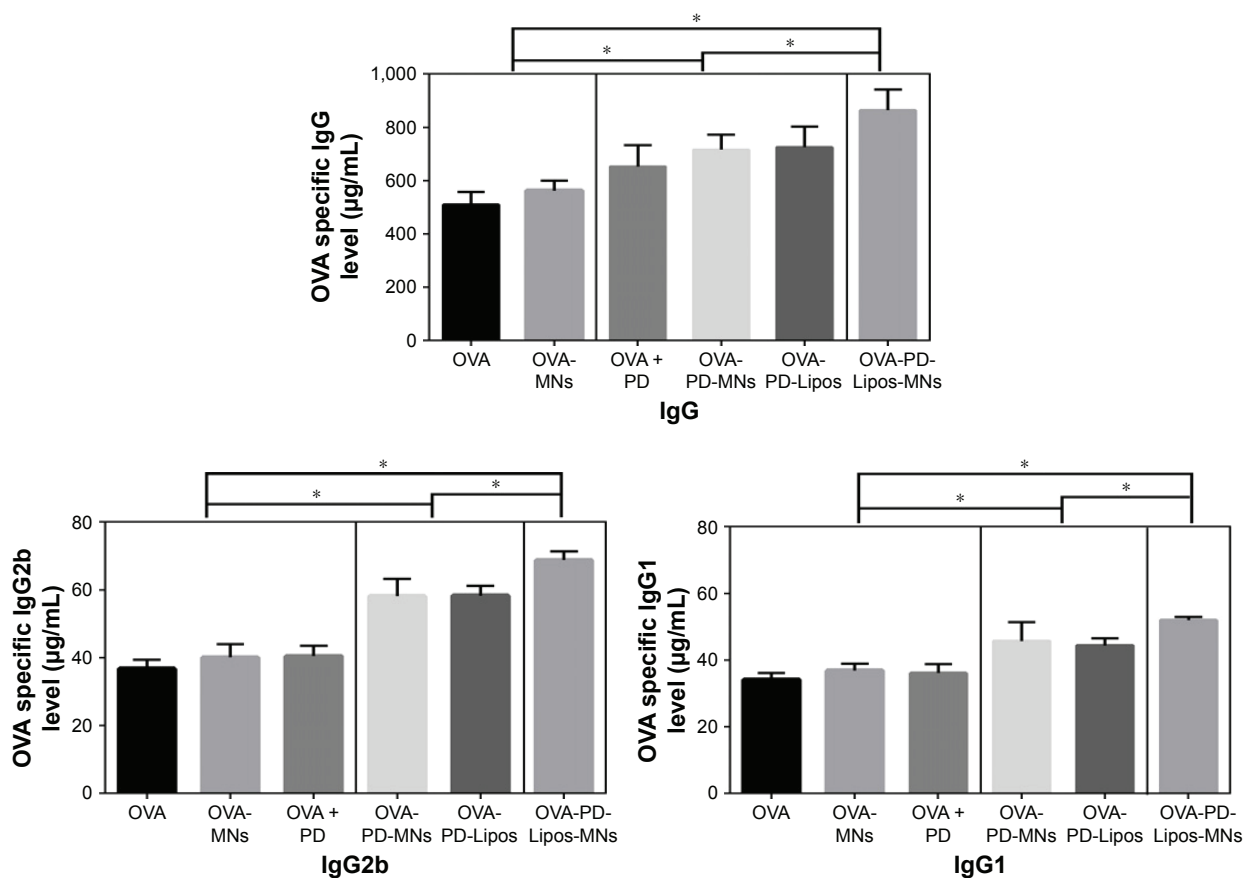 *
*
*
OVA specific IgG
level (µg/mL)
1,000
800
600
400
200
0
OVA
OVA-
MNs
OVA +
PD
OVA-
PD-MNs
OVA-
PD-Lipos
OVA-PD-
Lipos-MNs
IgG
*
*
*
OVA specific IgG2b
level (µg/mL)
80
60
40
20
0
OVA
OVA-
MNs
OVA +
PD
OVA-
PD-MNs
OVA-
PD-Lipos
OVA-PD-
Lipos-MNs
IgG2b
*
*
*
OVA specific IgG1
level (µg/mL)
80
60
40
20
0
OVA
OVA-
MNs
OVA +
PD
OVA-
PD-MNs
OVA-
PD-Lipos
OVA-PD-
Lipos-MNs
IgG1